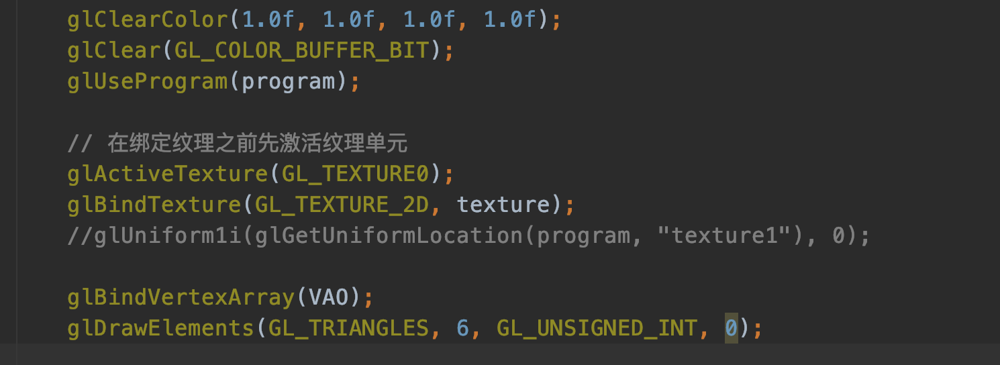 glClearColor(1.0f, 1.0f, 1.0f, 1.0f);
glClear(GL_COLOR_BUFFER_BIT);
glUseProgram(program);
// 在绑定纹理之前先激活纹理单元
glActiveTexture(GL_TEXTURE0);
glBindTexture(GL_TEXTURE_2D, texture);
//glUniform1i(glGetUniformLocation(program, "texture1"), 0);
glBindVertexArray(VAO);
glDrawElements(GL_TRIANGLES, 6, GL_UNSIGNED_INT, 0);